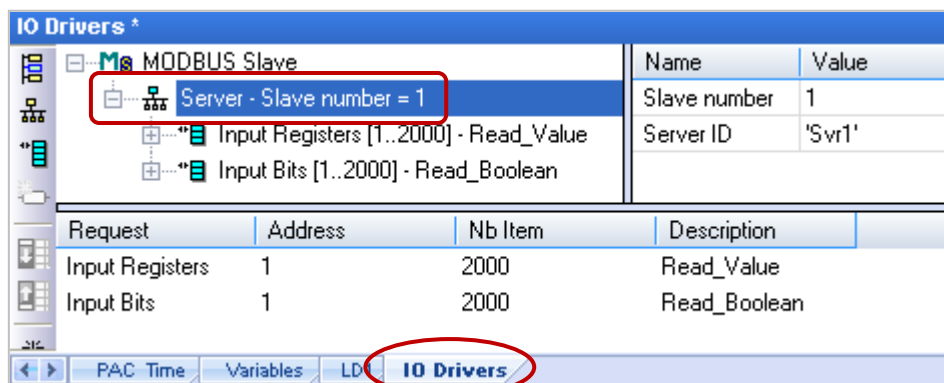 IO Drivers *
MODBUS Slave
Server - Slave number = 1
Input Registers [1..2000] - Read_Value
Input Bits [1..2000] - Read_Boolean
Name Value
Slave number 1
Server ID 'Svr1'
Request Address Nb Item Description
Input Registers 1 2000 Read_Value
Input Bits 1 2000 Read_Boolean
PAC Time Variables LD1 IO Drivers